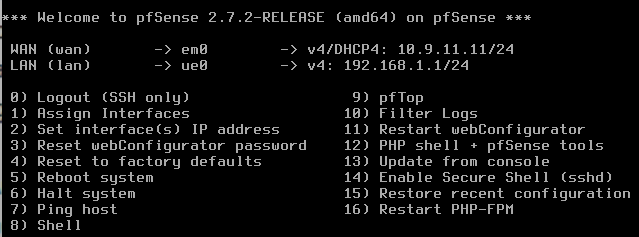 *** Welcome to pfSense 2.7.2-RELEASE (amd64) on pfSense ***
WAN (wan) -> em0 -> v4/DHCP4: 10.9.11.11/24
LAN (lan) -> ue0 -> v4: 192.168.1.1/24
0) Logout (SSH only) 9) pfTop
1) Assign Interfaces 10) Filter Logs
2) Set interface(s) IP address 11) Restart webConfigurator
3) Reset webConfigurator password 12) PHP shell + pfSense tools
4) Reset to factory defaults 13) Update from console
5) Reboot system 14) Enable Secure Shell (sshd)
6) Halt system 15) Restore recent configuration
7) Ping host 16) Restart PHP-FPM
8) Shell